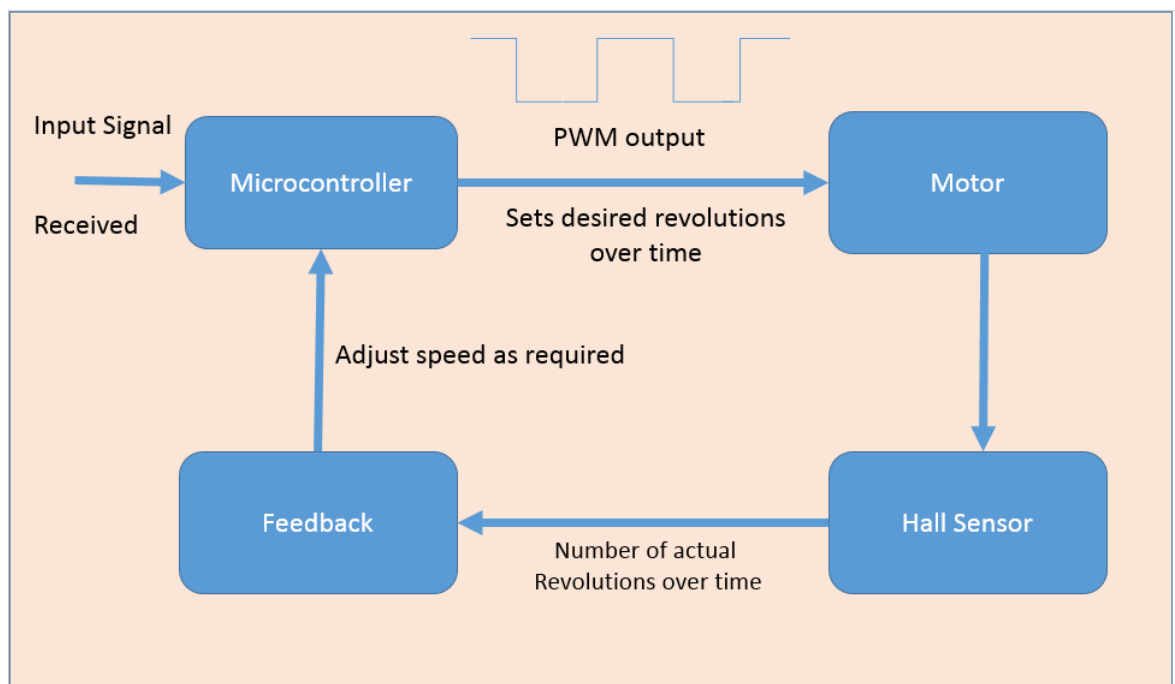 Input Signal
Received
Microcontroller
PWM output
Sets desired revolutions
over time
Motor
Adjust speed as required
Feedback
Number of actual
Revolutions over time
Hall Sensor